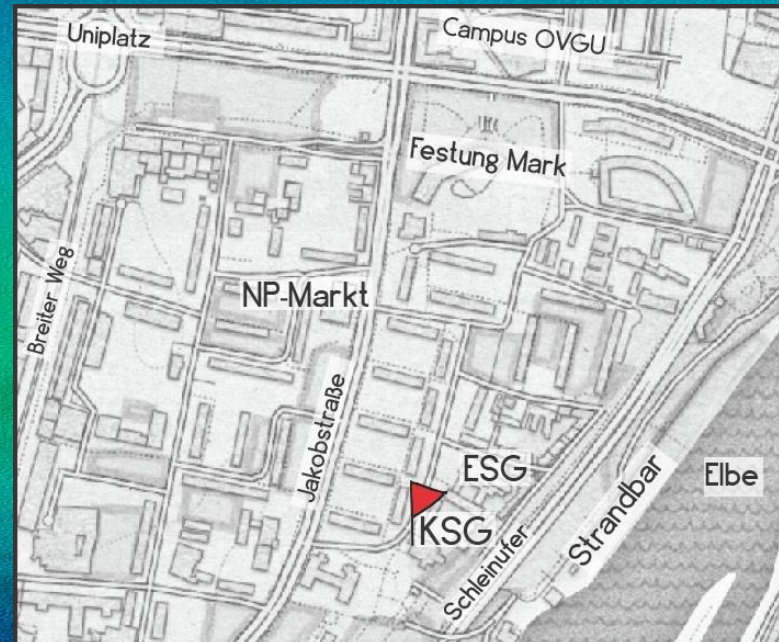 Uniplatz
Campus OVGU
Festung Mark
Breiter Weg
NP-Markt
Jakobstraße
ESG
Elbe
KSG
Schleinufer
Strandbar